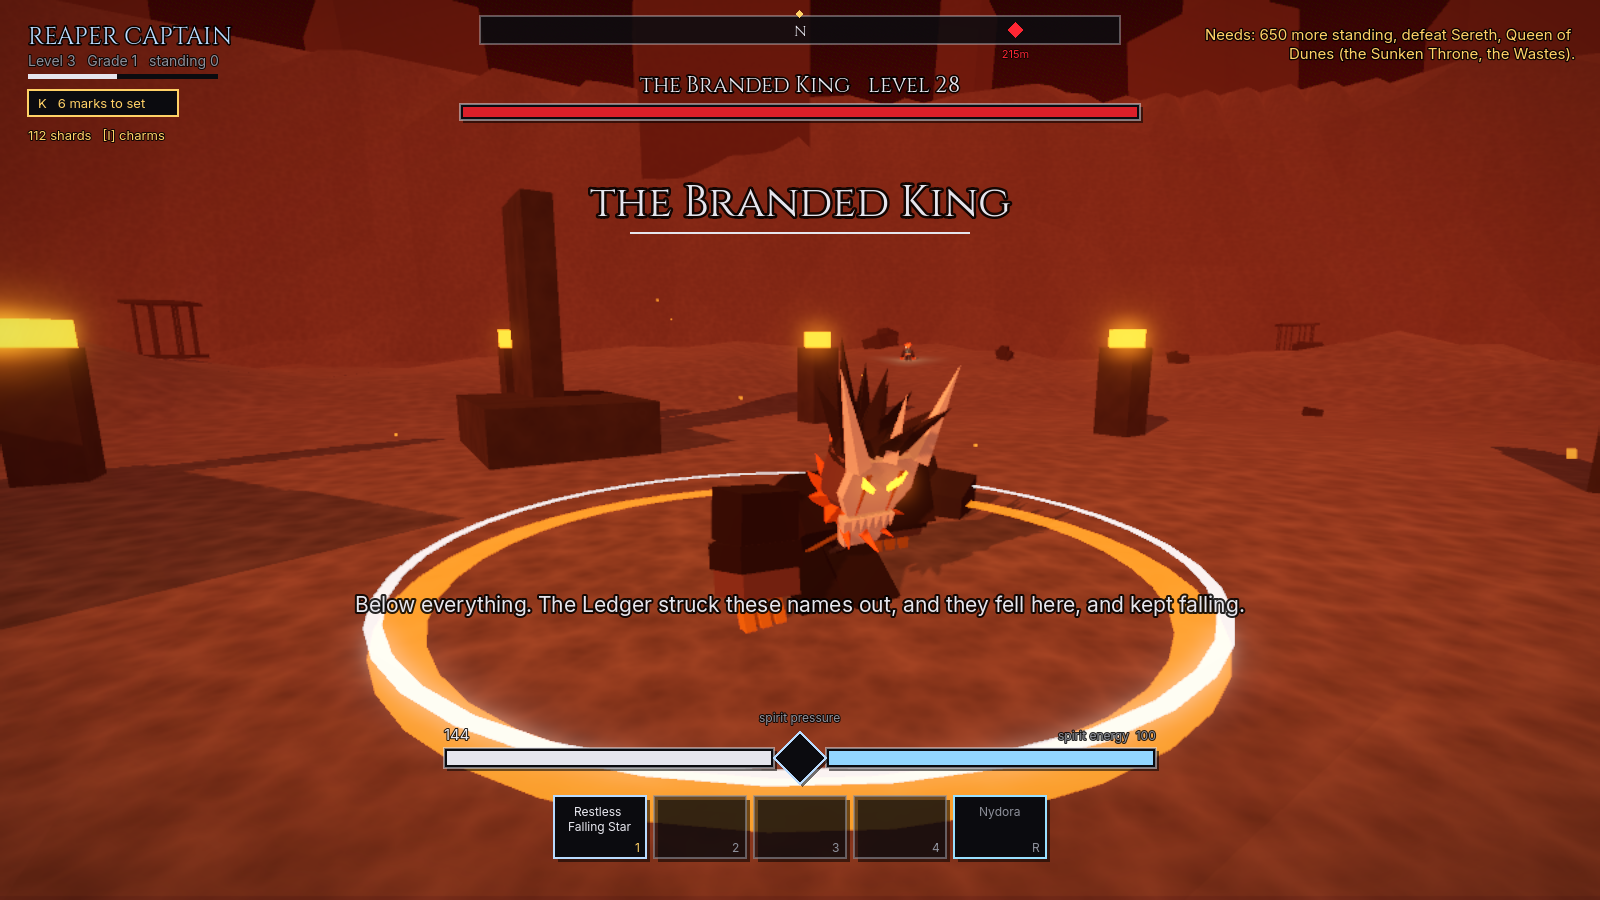 REAPER CAPTAIN
Level 3 Grade 1 standing 0
K 6 marks to set
112 shards [I] charms
N
215m
THE BRANDED KING LEVEL 28
Needs: 650 more standing, defeat Sereth, Queen of
Dunes (the Sunken Throne, the Wastes).
THE BRANDED KING
Below everything. The Ledger struck these names out, and they fell here, and kept falling.
spirit pressure
144
spirit energy 100
Restless
Falling Star
1
2
3
4
Nydora
R